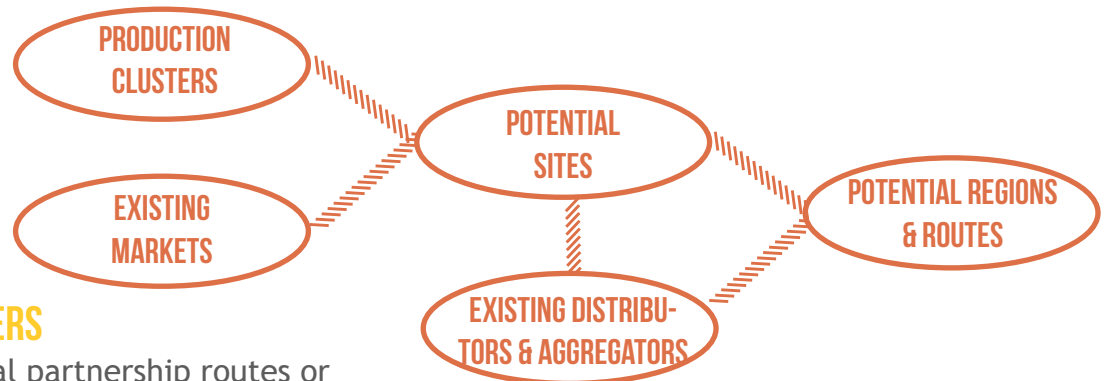 PRODUCTION
CLUSTERS
POTENTIAL
SITES
EXISTING
MARKETS
POTENTIAL REGIONS
& ROUTES
EXISTING DISTRIBU-
TORS & AGGREGATORS
ERS
al partnership routes or